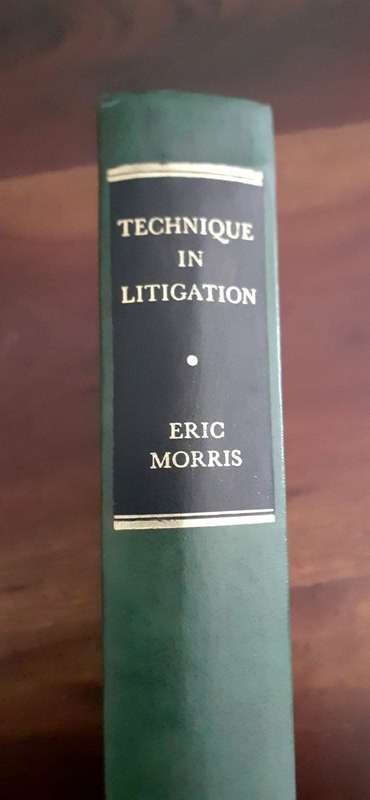 TECHNIQUE
IN
LITIGATION
•
ERIC
MORRIS